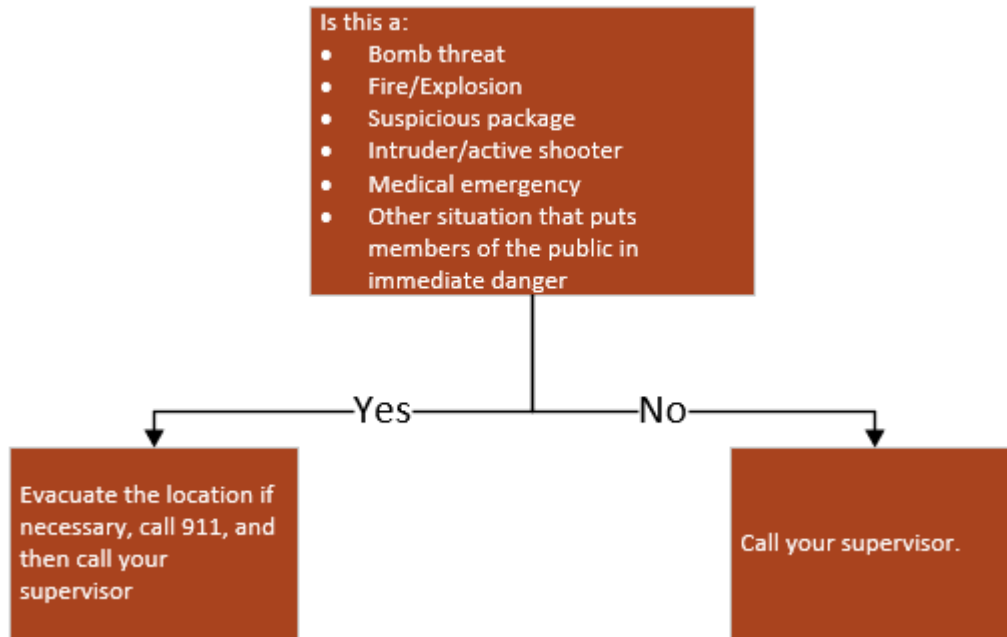 Is this a:
• Bomb threat
• Fire/Explosion
• Suspicious package
• Intruder/active shooter
• Medical emergency
• Other situation that puts
members of the public in
immediate danger
Yes
No
Evacuate the location if
necessary, call 911, and
then call your
supervisor
Call your supervisor.